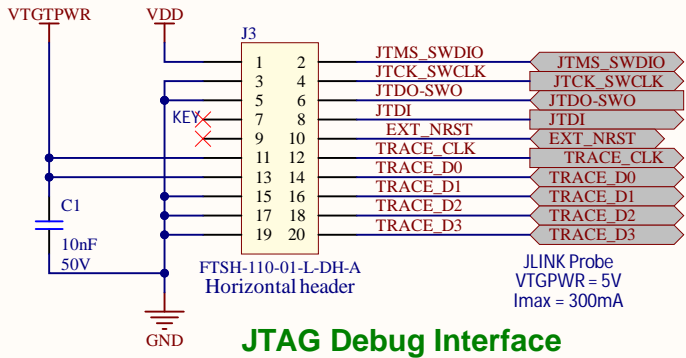 VTGTPWR VDD
J3
1 2 JTMS_SWDIO JTMS_SWDIO
3 4 JTCK_SWCLK JTCK_SWCLK
5 6 JTDO-SWO JTDO-SWO
KEY 7 8 JTDI JTDI
9 10 EXT_NRST EXT_NRST
11 12 TRACE_CLK TRACE_CLK
13 14 TRACE_D0 TRACE_D0
15 16 TRACE_D1 TRACE_D1
17 18 TRACE_D2 TRACE_D2
19 20 TRACE_D3 TRACE_D3
C1
10nF
50V
FTSH-110-01-L-DH-A
Horizontal header
JLINK Probe
VTGPWR = 5V
Imax = 300mA
GND
JTAG Debug Interface